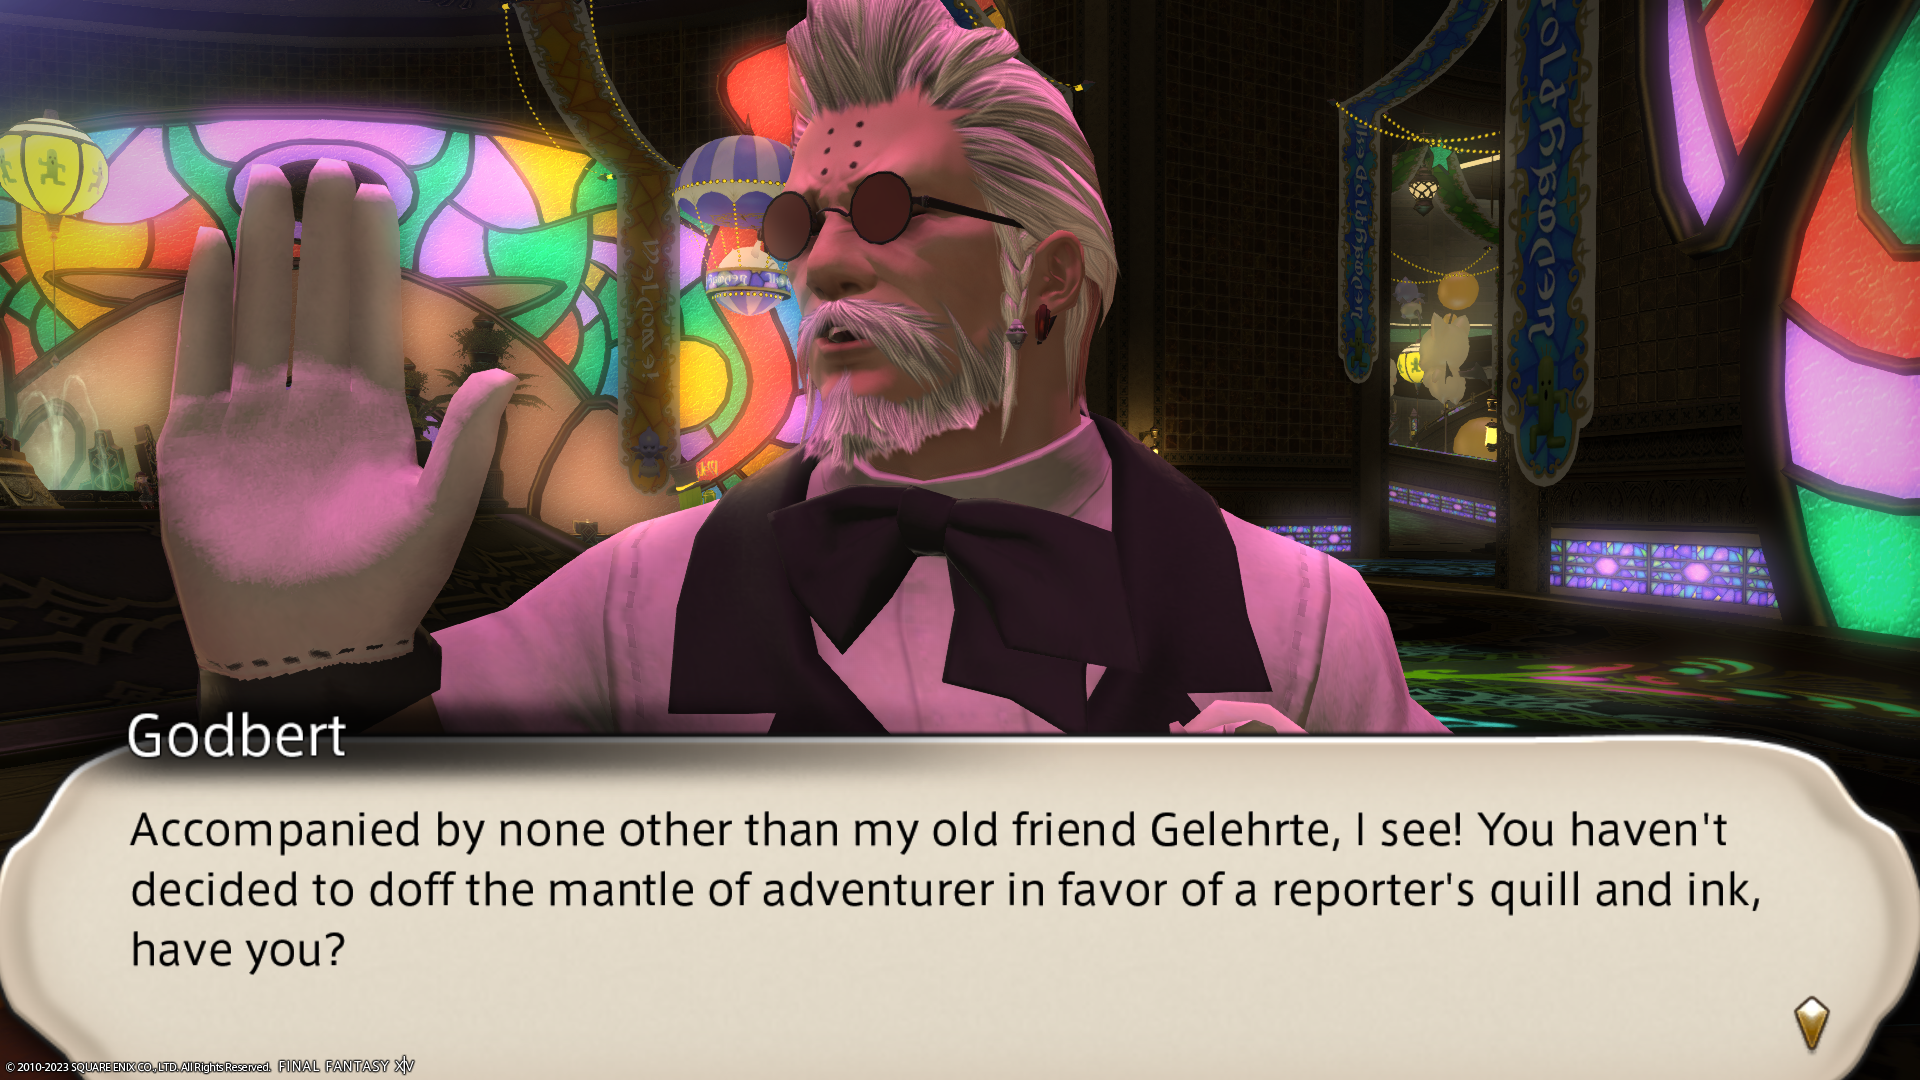 Godbert
Accompanied by none other than my old friend Gelehrte, I see! You haven't
decided to doff the mantle of adventurer in favor of a reporter's quill and ink,
have you?
© 2010-2023 SQUARE ENIX CO., LTD. All Rights Reserved. FINAL FANTASY XIV